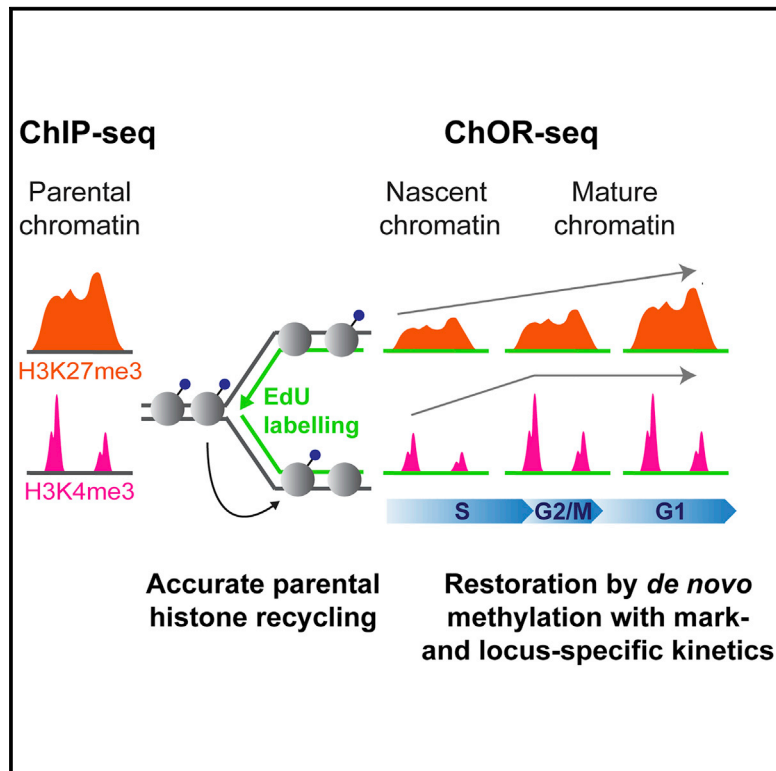 ChIP-seq
Parental
chromatin
H3K27me3
H3K4me3
EdU
labelling
ChOR-seq
Nascent
chromatin
Mature
chromatin
S
G2/M
G1
Accurate parental
histone recycling
Restoration by de novo
methylation with mark-
and locus-specific kinetics